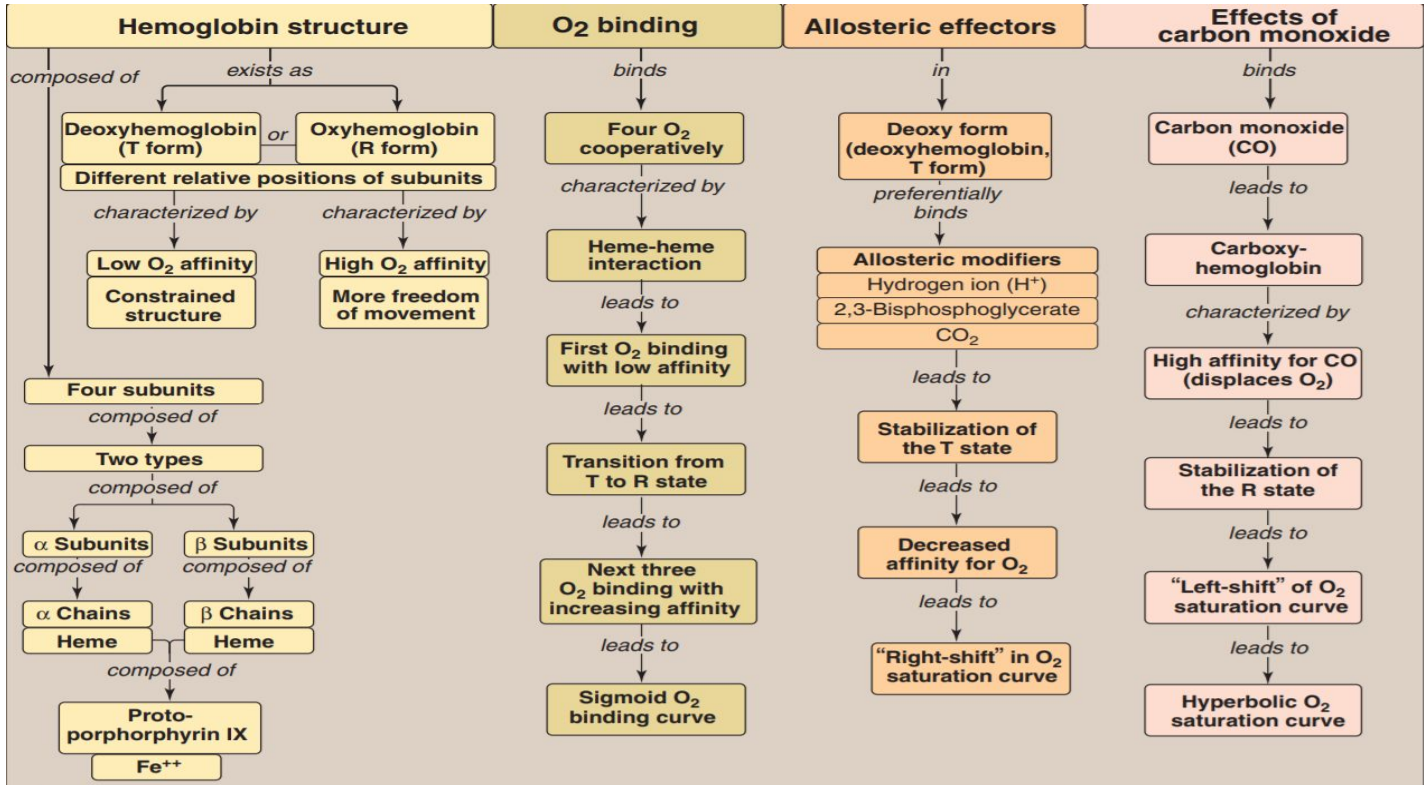 Hemoglobin structure
composed of
exists as
Deoxyhemoglobin
(T form)
or
Oxyhemoglobin
(R form)
Different relative positions of subunits
characterized by
Low O₂ affinity
Constrained
structure
characterized by
High O₂ affinity
More freedom
of movement
Four subunits
composed of
Two types
composed of
α Subunits
composed of
α Chains
Heme
β Subunits
composed of
β Chains
Heme
composed of
Proto-
porphorphyrin IX
Fe⁺⁺
O₂ binding
binds
Four O₂
cooperatively
characterized by
Heme-heme
interaction
leads to
First O₂ binding
with low affinity
leads to
Transition from
T to R state
leads to
Next three
O₂ binding with
increasing affinity
leads to
Sigmoid O₂
binding curve
Allosteric effectors
in
Deoxy form
(deoxyhemoglobin,
T form)
preferentially
binds
Allosteric modifiers
Hydrogen ion (H⁺)
2,3-Bisphosphoglycerate
CO₂
leads to
Stabilization of
the T state
leads to
Decreased
affinity for O₂
leads to
“Right-shift” in O₂
saturation curve
Effects of
carbon monoxide
binds
Carbon monoxide
(CO)
leads to
Carboxy-
hemoglobin
characterized by
High affinity for CO
(displaces O₂)
leads to
Stabilization of
the R state
leads to
“Left-shift” of O₂
saturation curve
leads to
Hyperbolic O₂
saturation curve